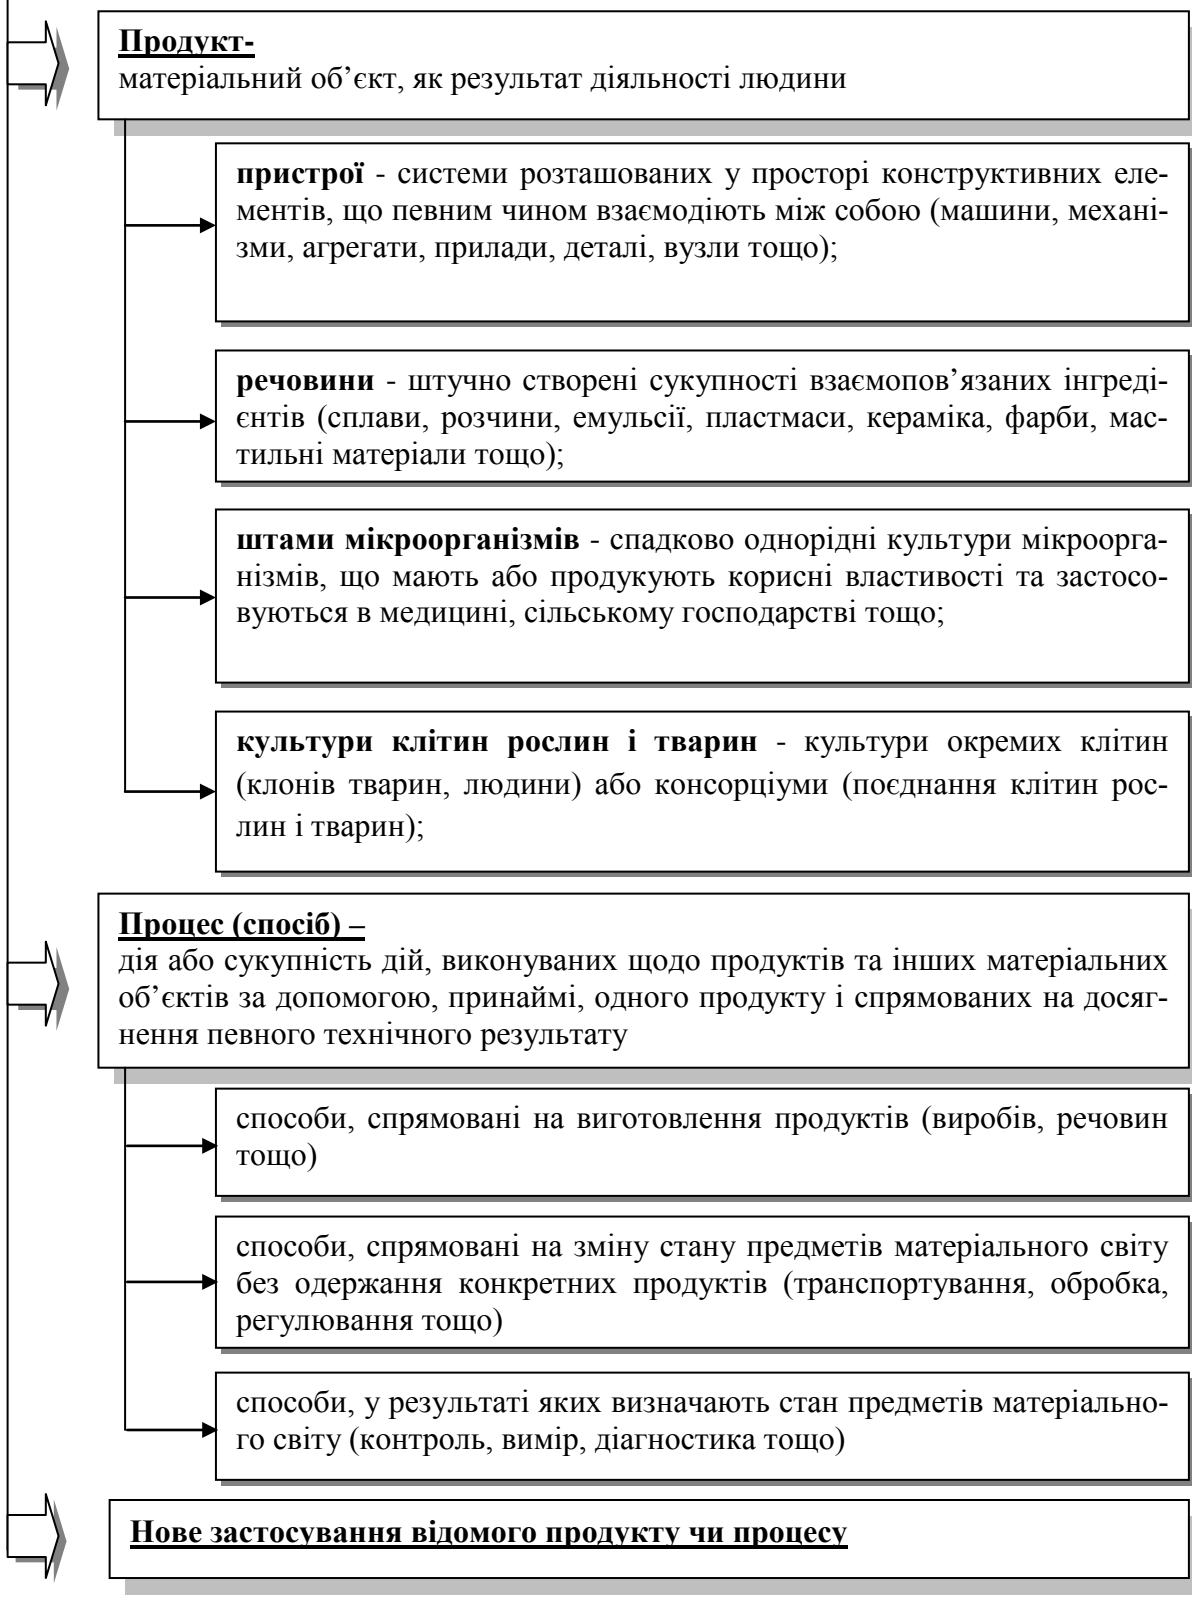 Продукт-
матеріальний об’єкт, як результат діяльності людини
пристрої - системи розташованих у просторі конструктивних еле-
ментів, що певним чином взаємодіють між собою (машини, механі-
зми, агрегати, прилади, деталі, вузли тощо);
речовини - штучно створені сукупності взаємопов’язаних інгреді-
єнтів (сплави, розчини, емульсії, пластмаси, кераміка, фарби, мас-
тильні матеріали тощо);
штами мікроорганізмів - спадково однорідні культури мікроорга-
нізмів, що мають або продукують корисні властивості та застосо-
вуються в медицині, сільському господарстві тощо;
культури клітин рослин і тварин - культури окремих клітин
(клонів тварин, людини) або консорціуми (поєднання клітин рос-
лин і тварин);
Процес (спосіб) –
дія або сукупність дій, виконуваних щодо продуктів та інших матеріальних
об’єктів за допомогою, принаймі, одного продукту і спрямованих на досяг-
нення певного технічного результату
способи, спрямовані на виготовлення продуктів (виробів, речовин
тощо)
способи, спрямовані на зміну стану предметів матеріального світу
без одержання конкретних продуктів (транспортування, обробка,
регулювання тощо)
способи, у результаті яких визначають стан предметів матеріально-
го світу (контроль, вимір, діагностика тощо)
Нове застосування відомого продукту чи процесу